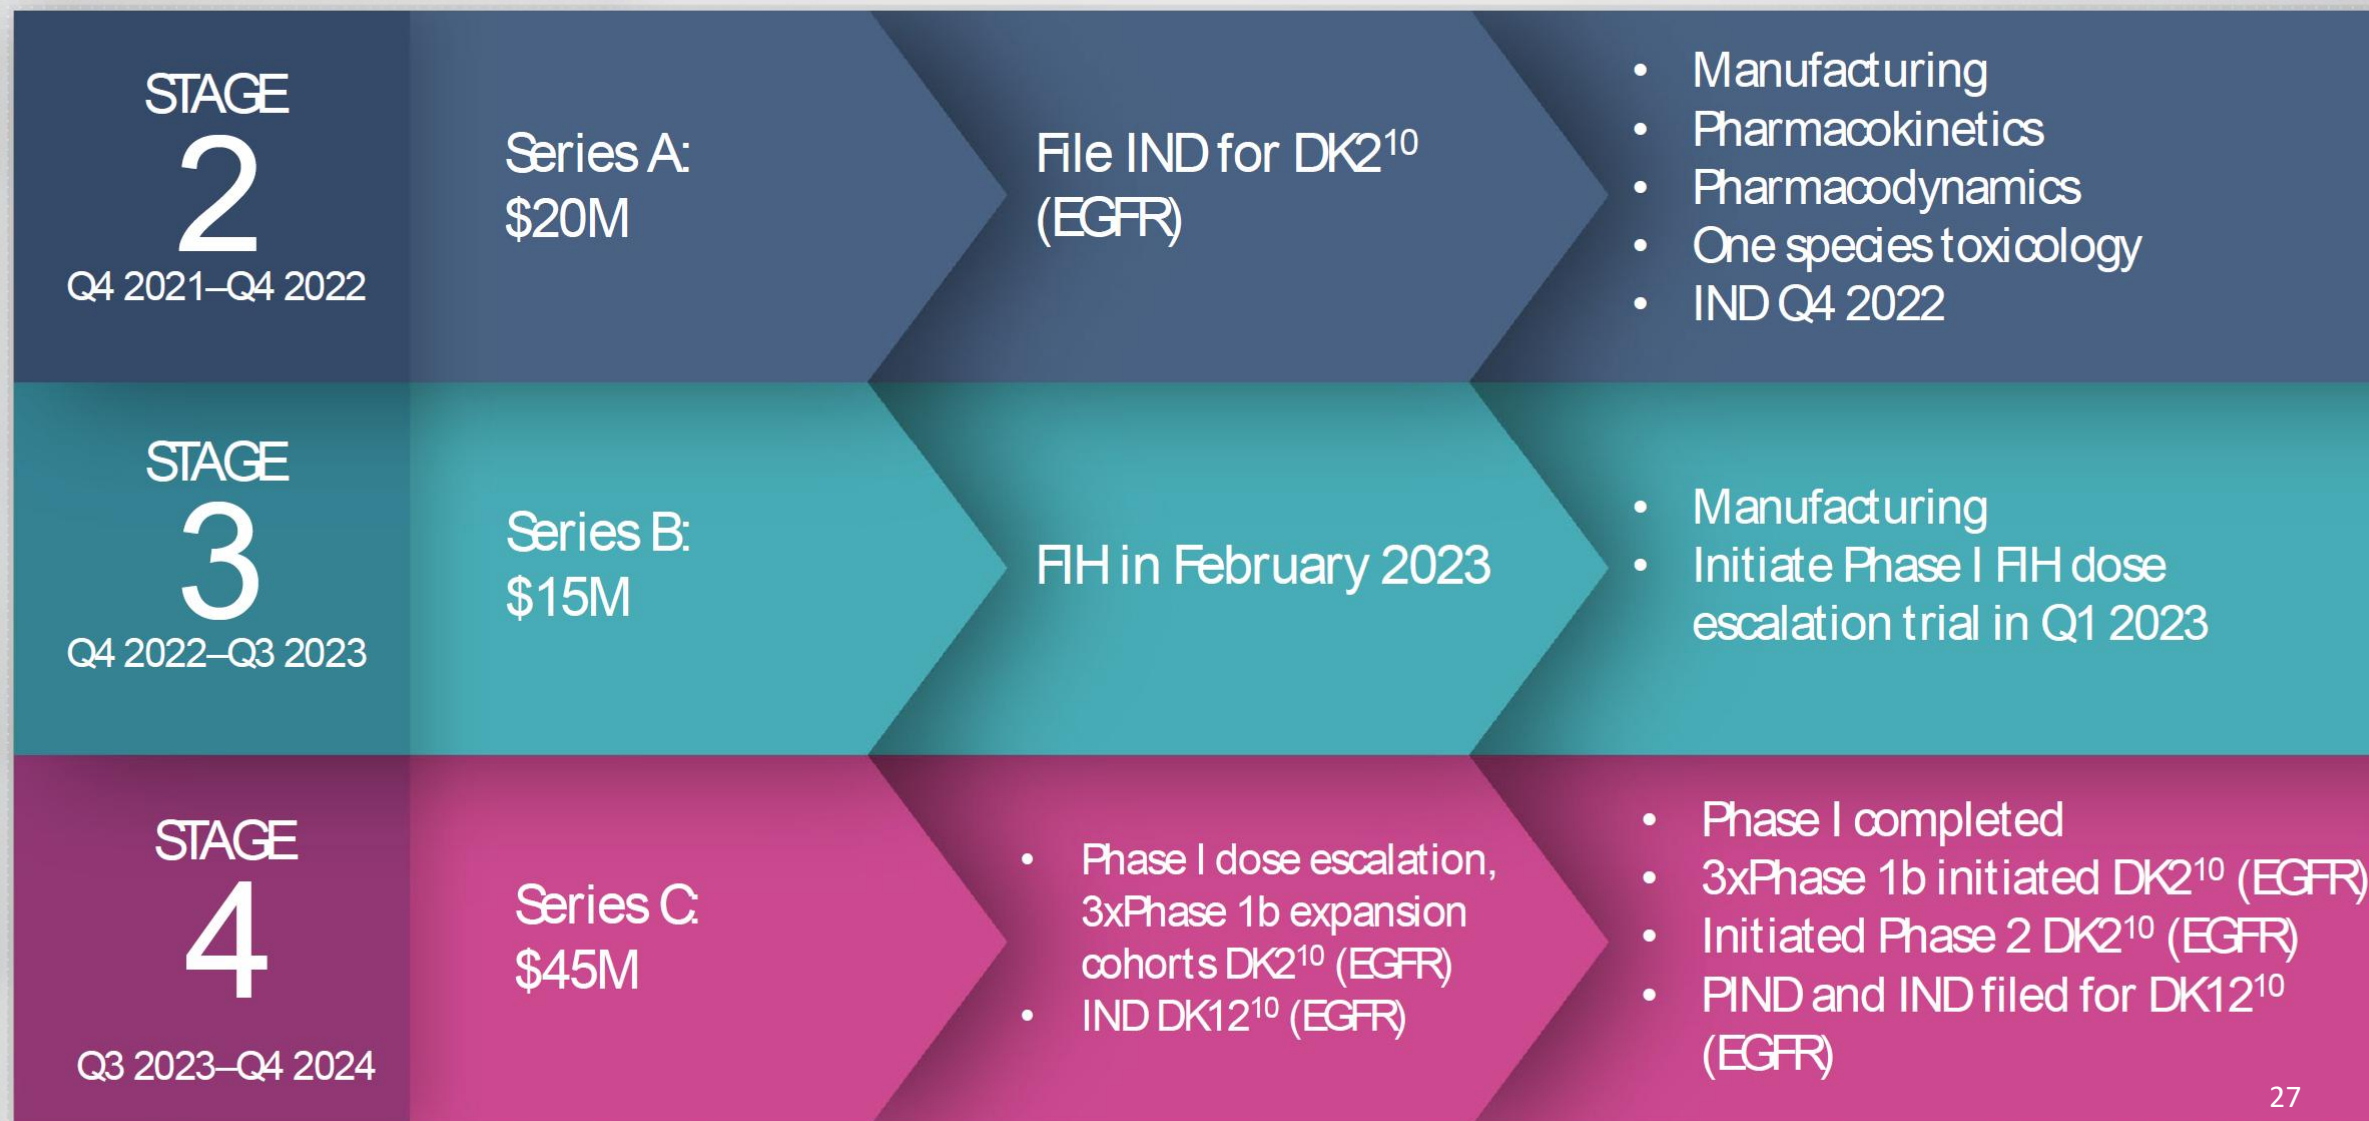 STAGE
2
Q4 2021–Q4 2022
Series A:
$20M
File IND for DK2¹⁰
(EGFR)
• Manufacturing
• Pharmacokinetics
• Pharmacodynamics
• One species toxicology
• IND Q4 2022
STAGE
3
Q4 2022–Q3 2023
Series B:
$15M
FIH in February 2023
• Manufacturing
• Initiate Phase I FIH dose
escalation trial in Q1 2023
STAGE
4
Q3 2023–Q4 2024
Series C:
$45M
• Phase I dose escalation,
3xPhase 1b expansion
cohorts DK2¹⁰ (EGFR)
• IND DK12¹⁰ (EGFR)
• Phase I completed
• 3xPhase 1b initiated DK2¹⁰ (EGFR)
• Initiated Phase 2 DK2¹⁰ (EGFR)
• PIND and IND filed for DK12¹⁰
(EGFR)
27